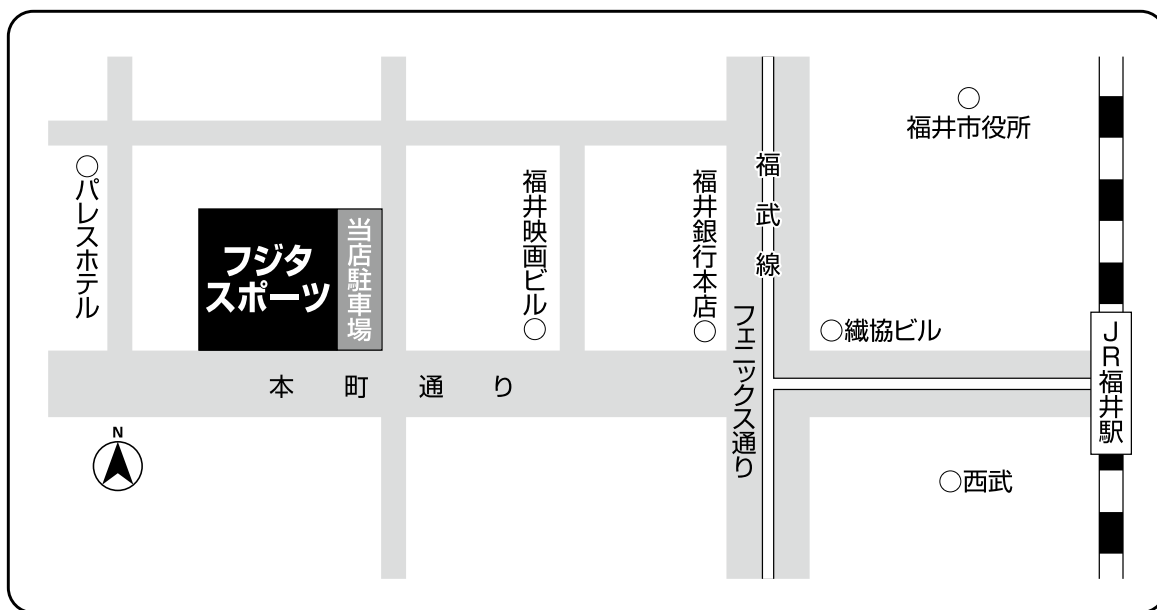 福井市役所
パレスホテル
フジタ
スポーツ
当店駐車場
福井映画ビル
福井銀行本店
福武線
フェニックス通り
繊協ビル
JR福井駅
本町通り
N
西武